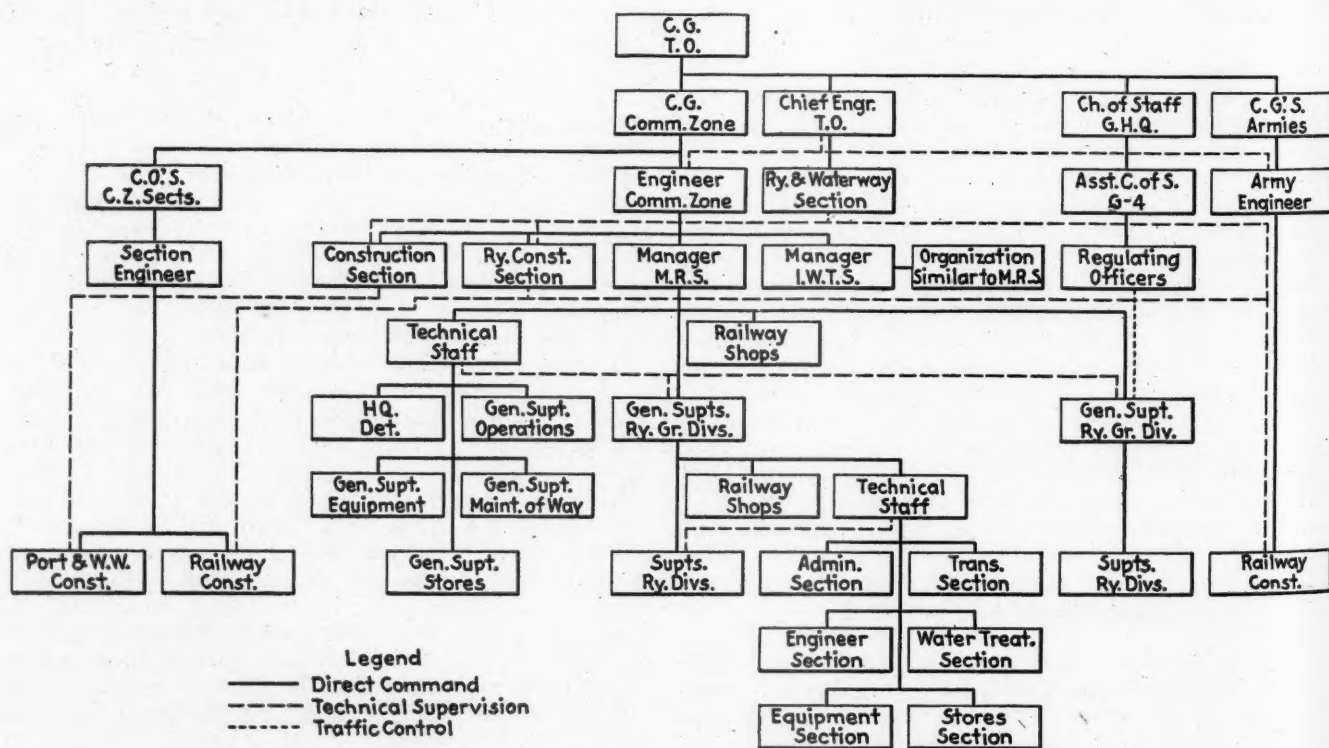 C.G.
T.O.
C.G.
Comm. Zone
Chief Engr.
T.O.
Ch. of Staff
G.H.Q.
C.G.'S.
Armies
C.O.'S.
C.Z. Sects.
Engineer
Comm. Zone
Ry. & Waterway
Section
Asst. C. of S.
G-4
Army
Engineer
Section
Engineer
Construction
Section
Ry. Const.
Section
Manager
M.R.S.
Manager
I.W.T.S.
Organization
Similar to M.R.S.
Regulating
Officers
Technical
Staff
Railway
Shops
HQ.
Det.
Gen. Supt.
Operations
Gen. Supts.
Ry. Gr. Divs.
Gen. Supt.
Ry. Gr. Div.
Gen. Supt.
Equipment
Gen. Supt.
Maint. of Way
Railway
Shops
Technical
Staff
Port & W.W.
Const.
Railway
Const.
Gen. Supt.
Stores
Supts.
Ry. Divs.
Admin.
Section
Trans.
Section
Supts.
Ry. Divs.
Railway
Const.
Engineer
Section
Water Treat.
Section
Equipment
Section
Stores
Section
Legend
Direct Command
Technical Supervision
Traffic Control